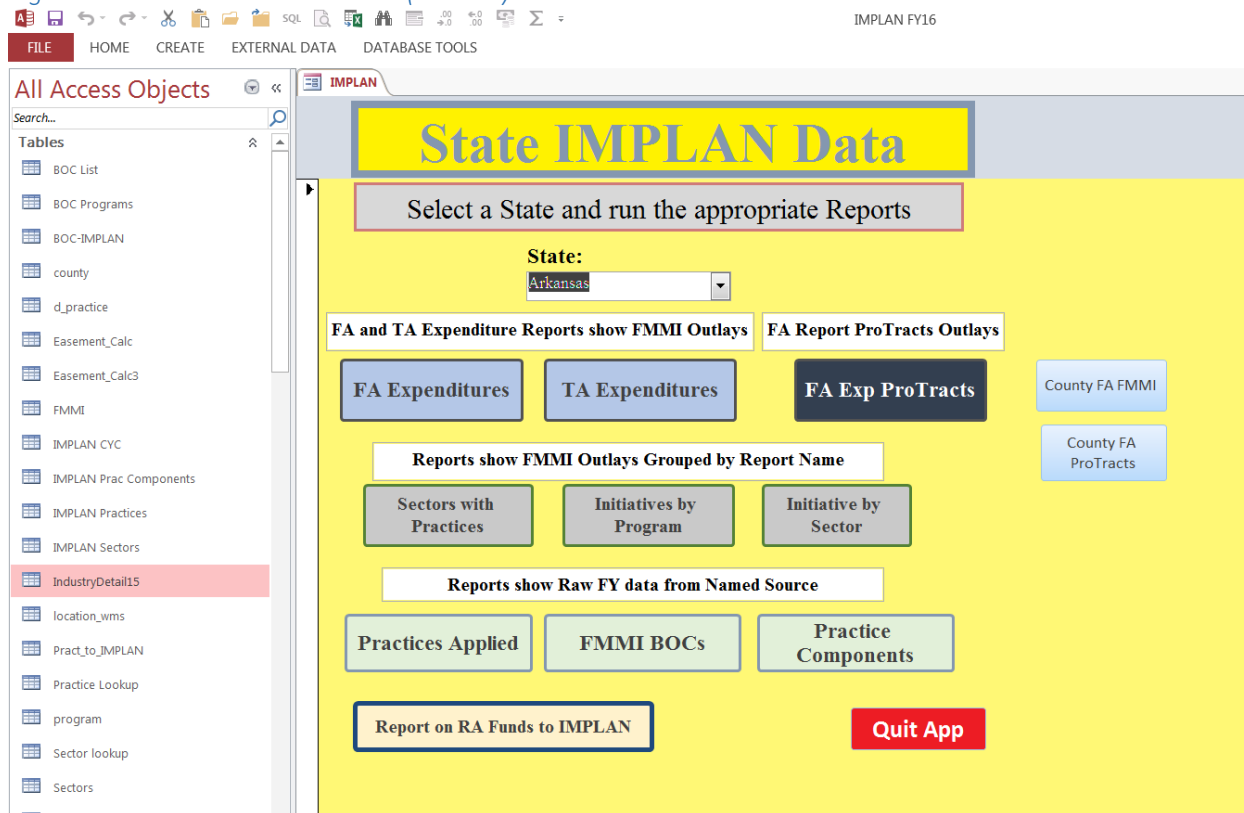 SQL
IMPLAN FY16
FILE HOME CREATE EXTERNAL DATA DATABASE TOOLS
All Access Objects
Search...
Tables
BOC List
BOC Programs
BOC-IMPLAN
county
d_practice
Easement_Calc
Easement_Calc3
FMMI
IMPLAN CYC
IMPLAN Prac Components
IMPLAN Practices
IMPLAN Sectors
IndustryDetail15
location_wms
Pract_to_IMPLAN
Practice Lookup
program
Sector lookup
Sectors
IMPLAN
State IMPLAN Data
Select a State and run the appropriate Reports
State:
Arkansas
FA and TA Expenditure Reports show FMMI Outlays
FA Report ProTracts Outlays
FA Expenditures
TA Expenditures
FA Exp ProTracts
County FA FMMI
County FA
ProTracts
Reports show FMMI Outlays Grouped by Report Name
Sectors with
Practices
Initiatives by
Program
Initiative by
Sector
Reports show Raw FY data from Named Source
Practices Applied
FMMI BOCs
Practice
Components
Report on RA Funds to IMPLAN
Quit App